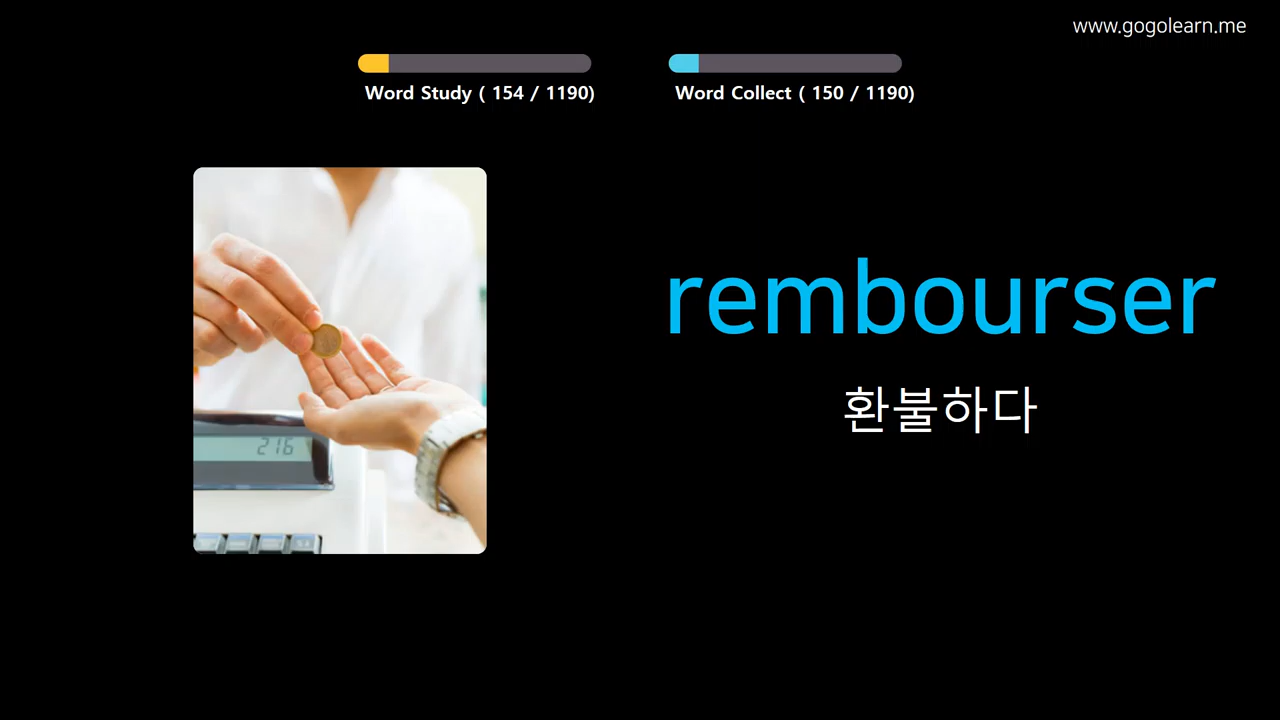 www.gogolearn.me
Word Study ( 154 / 1190)
Word Collect ( 150 / 1190)
rembourser
환불하다
216